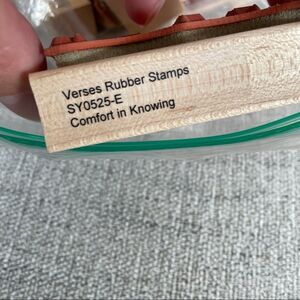 Verses Rubber Stamps
SY0525-E
Comfort in Knowing